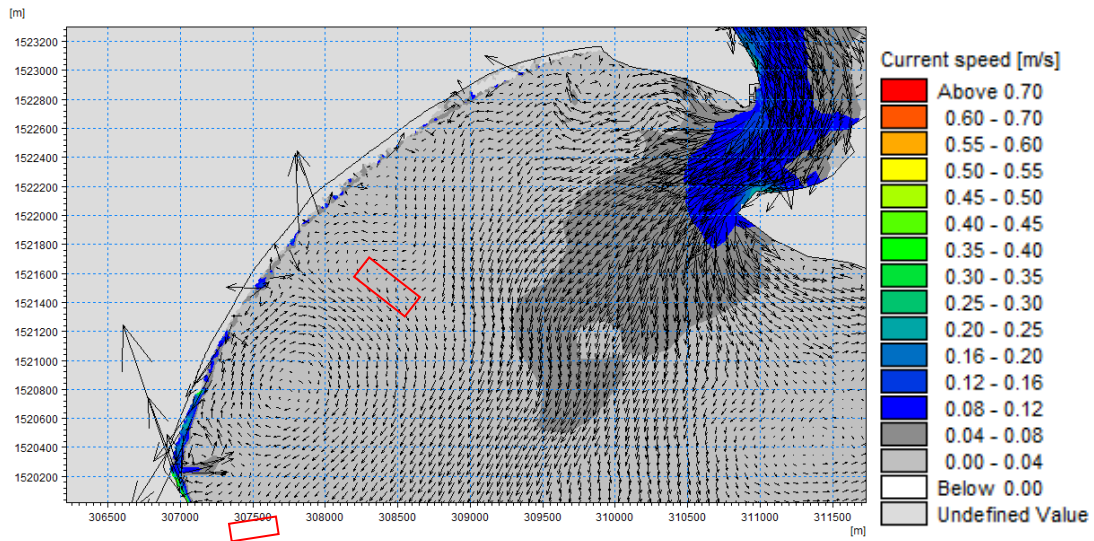 [m]
1523200
1523000
1522800
1522600
1522400
1522200
1522000
1521800
1521600
1521400
1521200
1521000
1520800
1520600
1520400
1520200
306500 307000 307500 308000 308500 309000 309500 310000 310500 311000 311500
[m]
Current speed [m/s]
Above 0.70
0.60 - 0.70
0.55 - 0.60
0.50 - 0.55
0.45 - 0.50
0.40 - 0.45
0.35 - 0.40
0.30 - 0.35
0.25 - 0.30
0.20 - 0.25
0.16 - 0.20
0.12 - 0.16
0.08 - 0.12
0.04 - 0.08
0.00 - 0.04
Below 0.00
Undefined Value